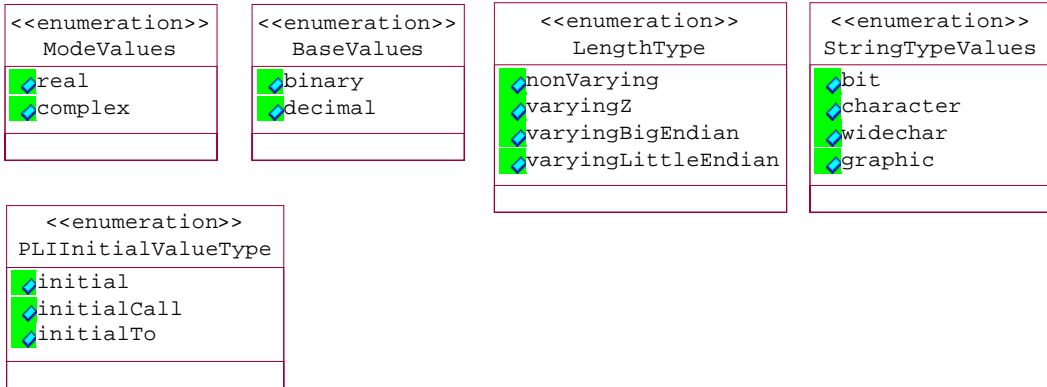 <<enumeration>>
ModeValues
real
complex
<<enumeration>>
BaseValues
binary
decimal
<<enumeration>>
LengthType
nonVarying
varyingZ
varyingBigEndian
varyingLittleEndian
<<enumeration>>
StringTypeValues
bit
character
widechar
graphic
<<enumeration>>
PLIInitialValueType
initial
initialCall
initialTo